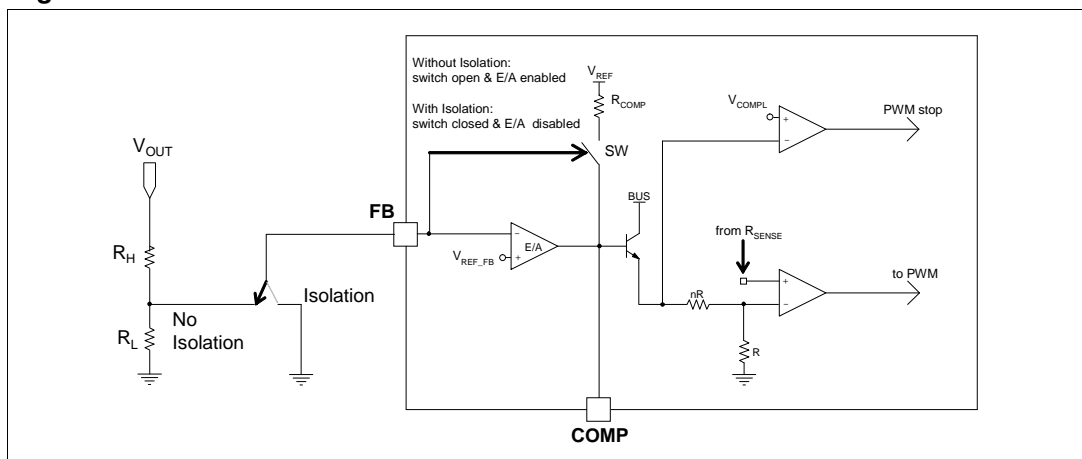 Without Isolation:
switch open & E/A enabled
With Isolation:
switch closed & E/A disabled
VREF
RCOMP
SW
VCOMPL
+
−
PWM stop
VOUT
RH
RL
No
Isolation
Isolation
FB
−
E/A
+
VREF_FB
BUS
from RSENSE
+
−
to PWM
nR
R
COMP